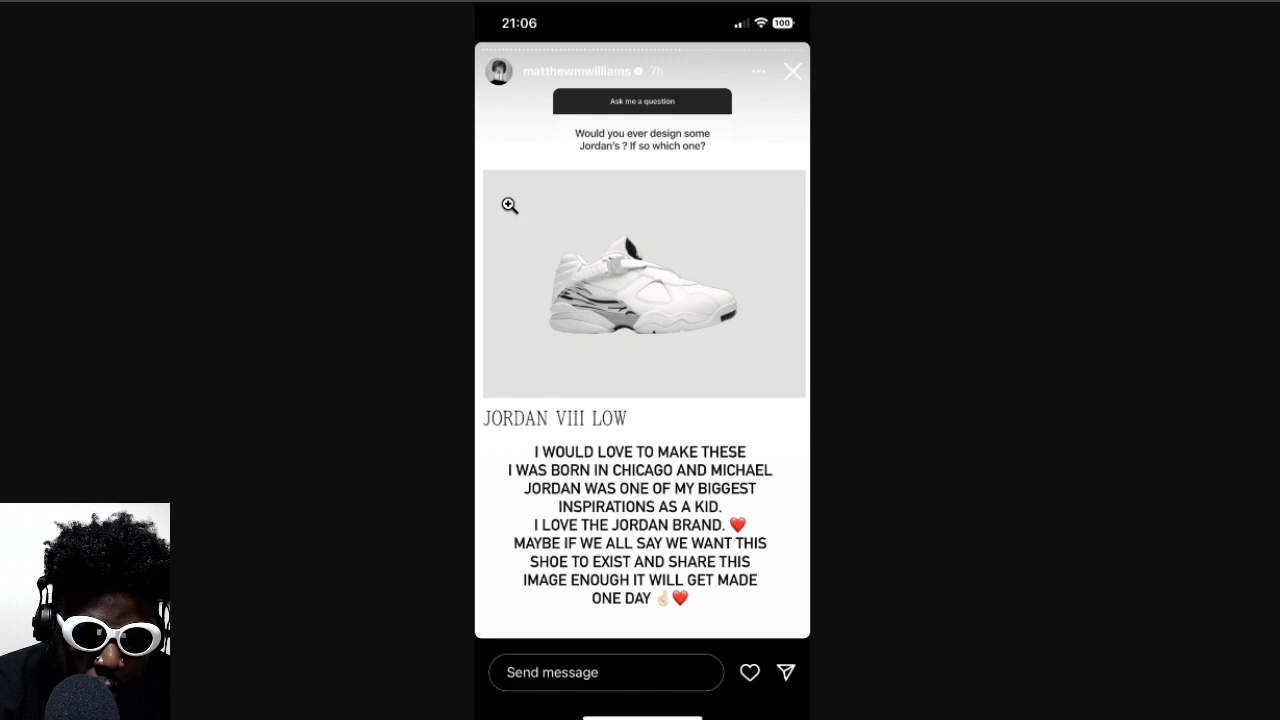 21:06
100
matthewmwilliams 7h
Ask me a question
Would you ever design some
Jordan's ? If so which one?
JORDAN VIII LOW
I WOULD LOVE TO MAKE THESE
I WAS BORN IN CHICAGO AND MICHAEL
JORDAN WAS ONE OF MY BIGGEST
INSPIRATIONS AS A KID.
I LOVE THE JORDAN BRAND. ❤️
MAYBE IF WE ALL SAY WE WANT THIS
SHOE TO EXIST AND SHARE THIS
IMAGE ENOUGH IT WILL GET MADE
ONE DAY 🤞🏻❤️
Send message